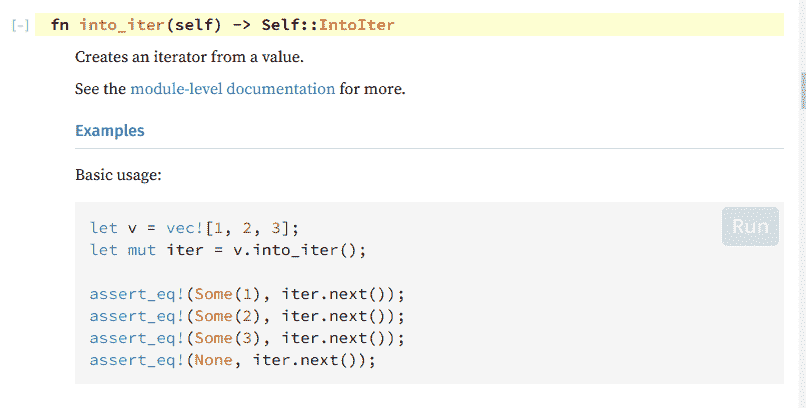 [-] fn into_iter(self) -> Self::IntoIter
Creates an iterator from a value.
See the module-level documentation for more.
Examples
Basic usage:
Run
let v = vec![1, 2, 3];
let mut iter = v.into_iter();
assert_eq!(Some(1), iter.next());
assert_eq!(Some(2), iter.next());
assert_eq!(Some(3), iter.next());
assert_eq!(None, iter.next());